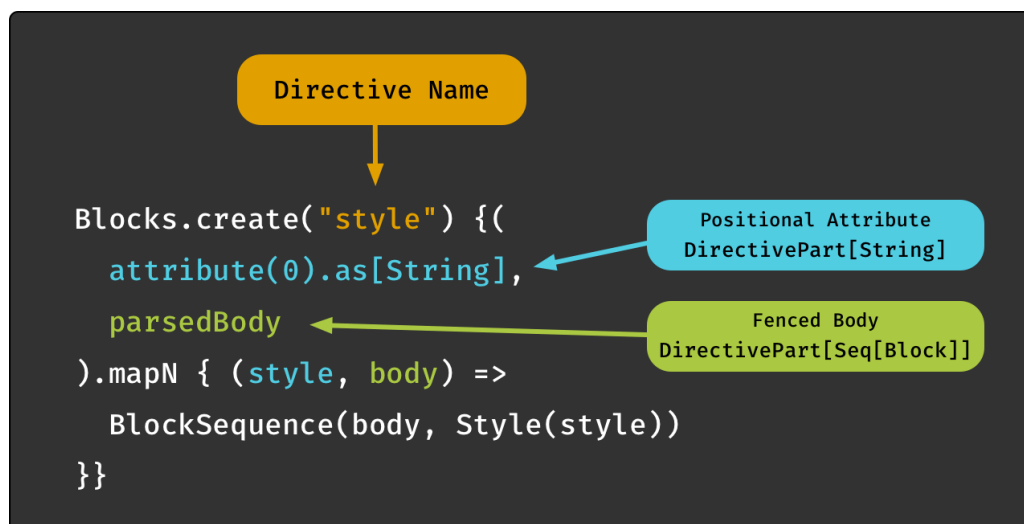 Directive Name
Blocks.create("style") {(
Positional Attribute
DirectivePart[String]
attribute(0).as[String],
parsedBody
Fenced Body
DirectivePart[Seq[Block]]
).mapN { (style, body) =>
BlockSequence(body, Style(style))
}}